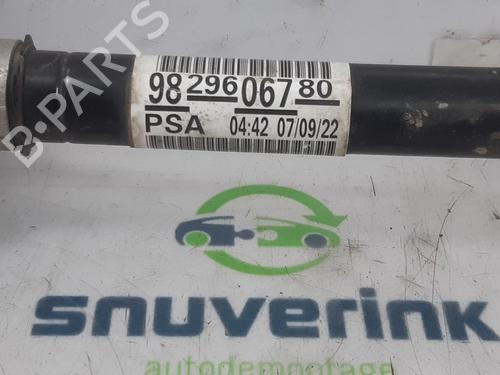 B-PARTS
98 296 067 80
PSA 04:42 07/09/22
snuverink
autodemontage